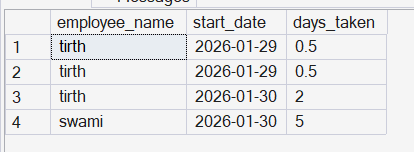 Messages
employee_name start_date days_taken
1 tirth 2026-01-29 0.5
2 tirth 2026-01-29 0.5
3 tirth 2026-01-30 2
4 swami 2026-01-30 5